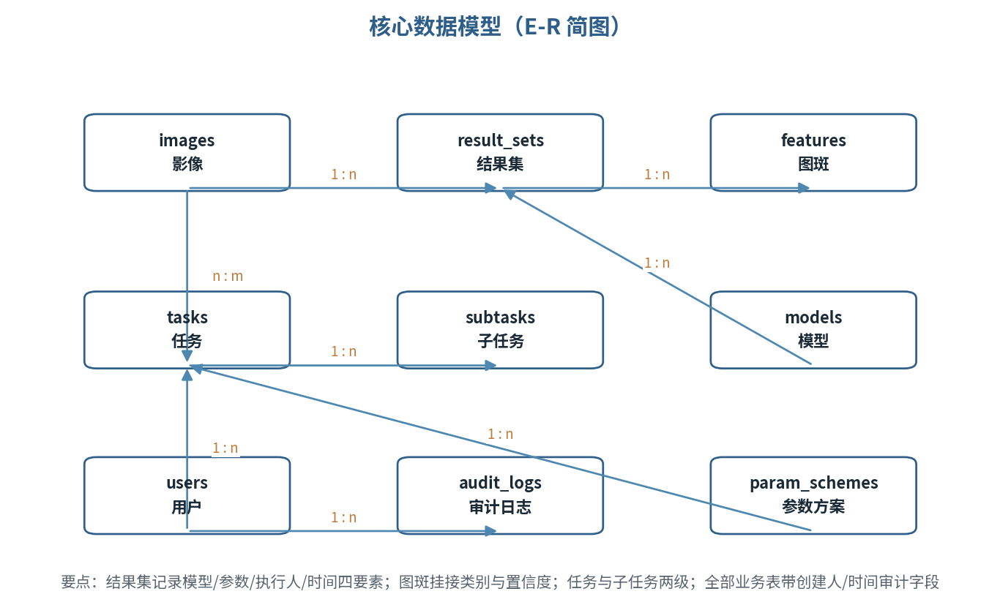 核心数据模型（E-R 简图）
images
影像
result_sets
结果集
features
图斑
1:n
1:n
1:n
n:m
tasks
任务
subtasks
子任务
models
模型
1:n
1:n
1:n
users
用户
audit_logs
审计日志
param_schemes
参数方案
1:n
要点：结果集记录模型/参数/执行人/时间四要素；图斑挂接类别与置信度；任务与子任务两级；全部业务表带创建人/时间审计字段